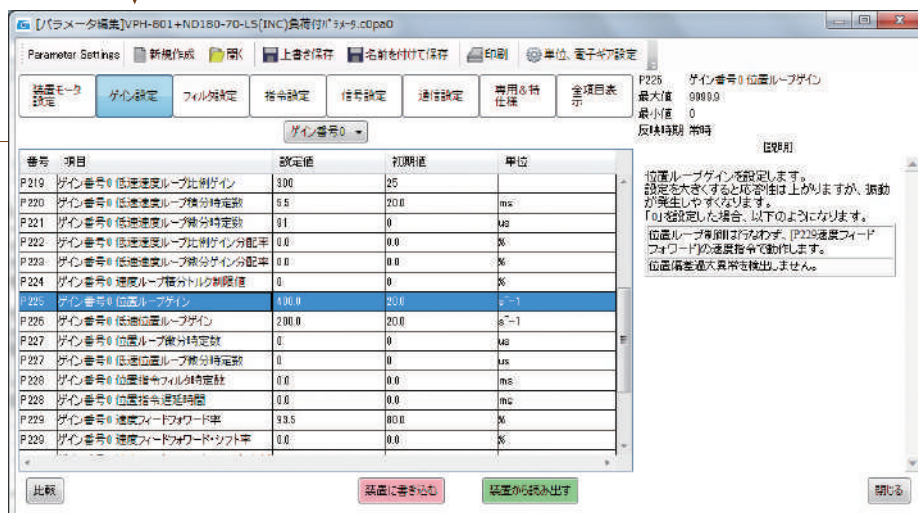 [パラメータ編集]VPH-801+ND180-70-LS(INC)負荷付パラメータ.c0pa0
Parameter Settings 新規作成 開く 上書き保存 名前を付けて保存 印刷 単位、電子ギア設定
装置モータ設定 ゲイン設定 フィルタ設定 指令設定 信号設定 通信設定 専用&特仕様 全項目表示
ゲイン番号0
番号 項目 設定値 初期値 単位
P219 ゲイン番号0 低速速度ループ比例ゲイン 300 25
P220 ゲイン番号0 低速速度ループ積分時定数 5.5 20.0 ms
P221 ゲイン番号0 低速速度ループ微分時定数 61 0 us
P222 ゲイン番号0 低速速度ループ比例ゲイン分配率 0.0 0.0 %
P223 ゲイン番号0 低速速度ループ微分ゲイン分配率 0.0 0.0 %
P224 ゲイン番号0 速度ループ積分トルク制限値 0 0 %
P225 ゲイン番号0 位置ループゲイン 400.0 20.0 s^-1
P226 ゲイン番号0 低速位置ループゲイン 200.0 20.0 s^-1
P227 ゲイン番号0 位置ループ微分時定数 0 0 us
P227 ゲイン番号0 低速位置ループ微分時定数 0 0 us
P228 ゲイン番号0 位置指令フィルタ時定数 0.0 0.0 ms
P228 ゲイン番号0 位置指令遅延時間 0.0 0.0 ms
P229 ゲイン番号0 速度フィードフォワード率 93.5 80.0 %
P229 ゲイン番号0 速度フィードフォワード・シフト率 0.0 0.0 %
比較 装置に書き込む 装置から読み出す 閉じる
P225 ゲイン番号0 位置ループゲイン
最大値 9999.9
最小値 0
反映時期 常時
[説明]
位置ループゲインを設定します。
設定を大きくすると応答性は上がりますが、振動
が発生しやすくなります。
「0」を設定した場合、以下のようになります。
位置ループ制御は行なわず、[P229速度フィード
フォワード]の速度指令で動作します。
位置偏差過大異常を検出しません。